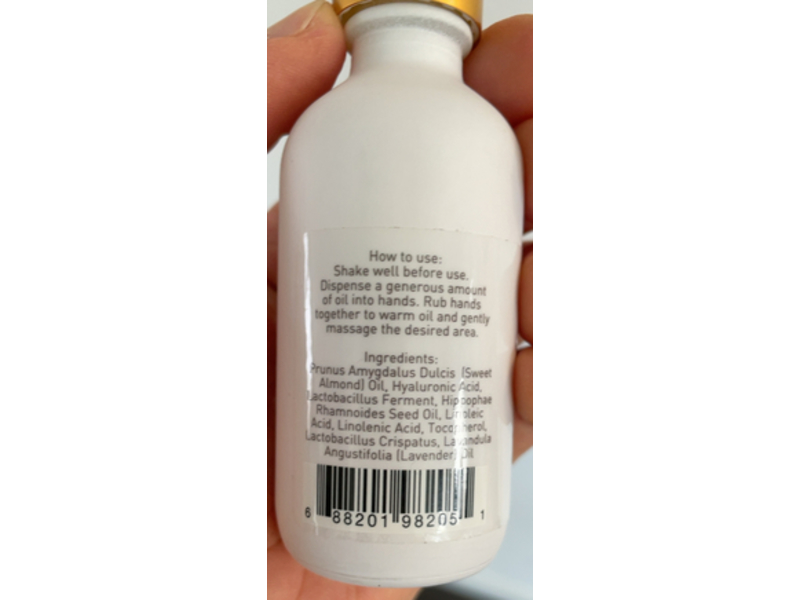 How to use:
Shake well before use.
Dispense a generous amount
of oil into hands. Rub hands
together to warm oil and gently
massage the desired area.
Ingredients:
Prunus Amygdalus Dulcis (Sweet
Almond) Oil, Hyaluronic Acid,
Lactobacillus Ferment, Hippophae
Rhamnoides Seed Oil, Linoleic
Acid, Linolenic Acid, Tocopherol,
Lactobacillus Crispatus, Lavandula
Angustifolia (Lavender) Oil
6 88201 98205 1